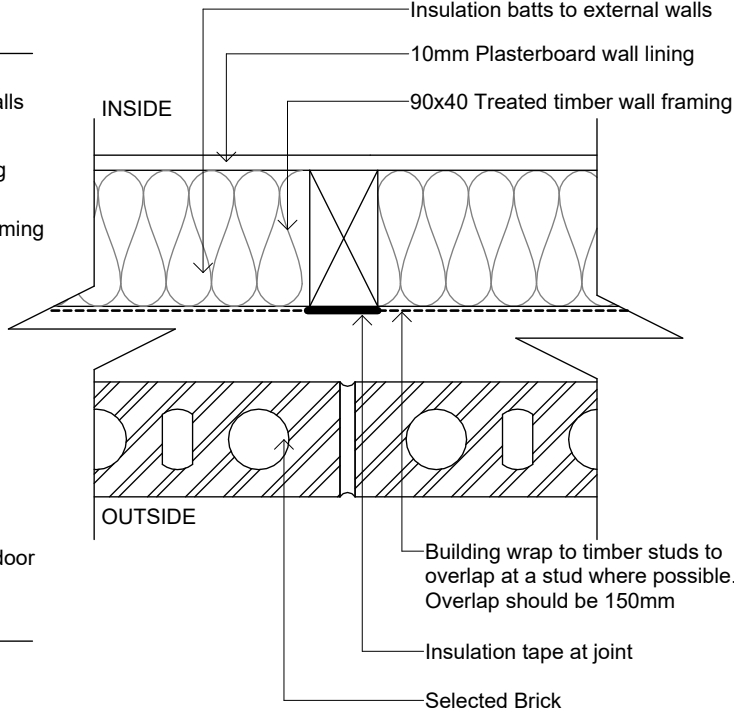 Insulation batts to external walls
10mm Plasterboard wall lining
90x40 Treated timber wall framing
INSIDE
OUTSIDE
Building wrap to timber studs to
overlap at a stud where possible.
Overlap should be 150mm
Insulation tape at joint
Selected Brick